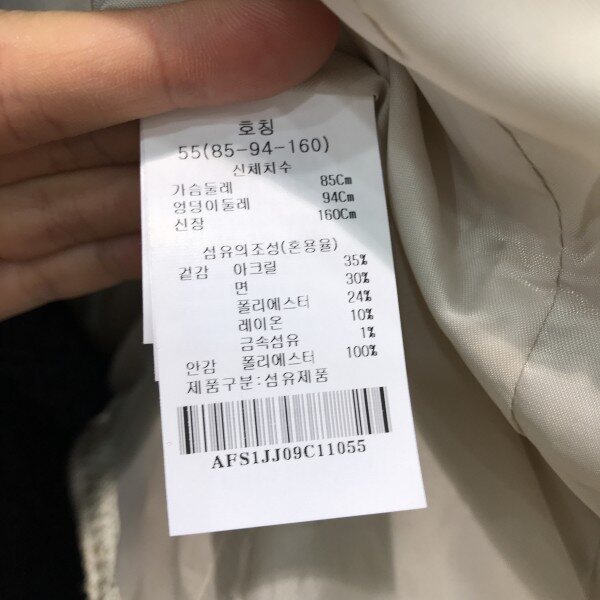 호칭
55(85-94-160)
신체치수
가슴둘레 85Cm
엉덩이둘레 94Cm
신장 160Cm
섬유의조성(혼용율)
겉감 아크릴 35%
면 30%
폴리에스터 24%
레이온 10%
금속섬유 1%
안감 폴리에스터 100%
제품구분:섬유제품
AFS1JJ09C11055